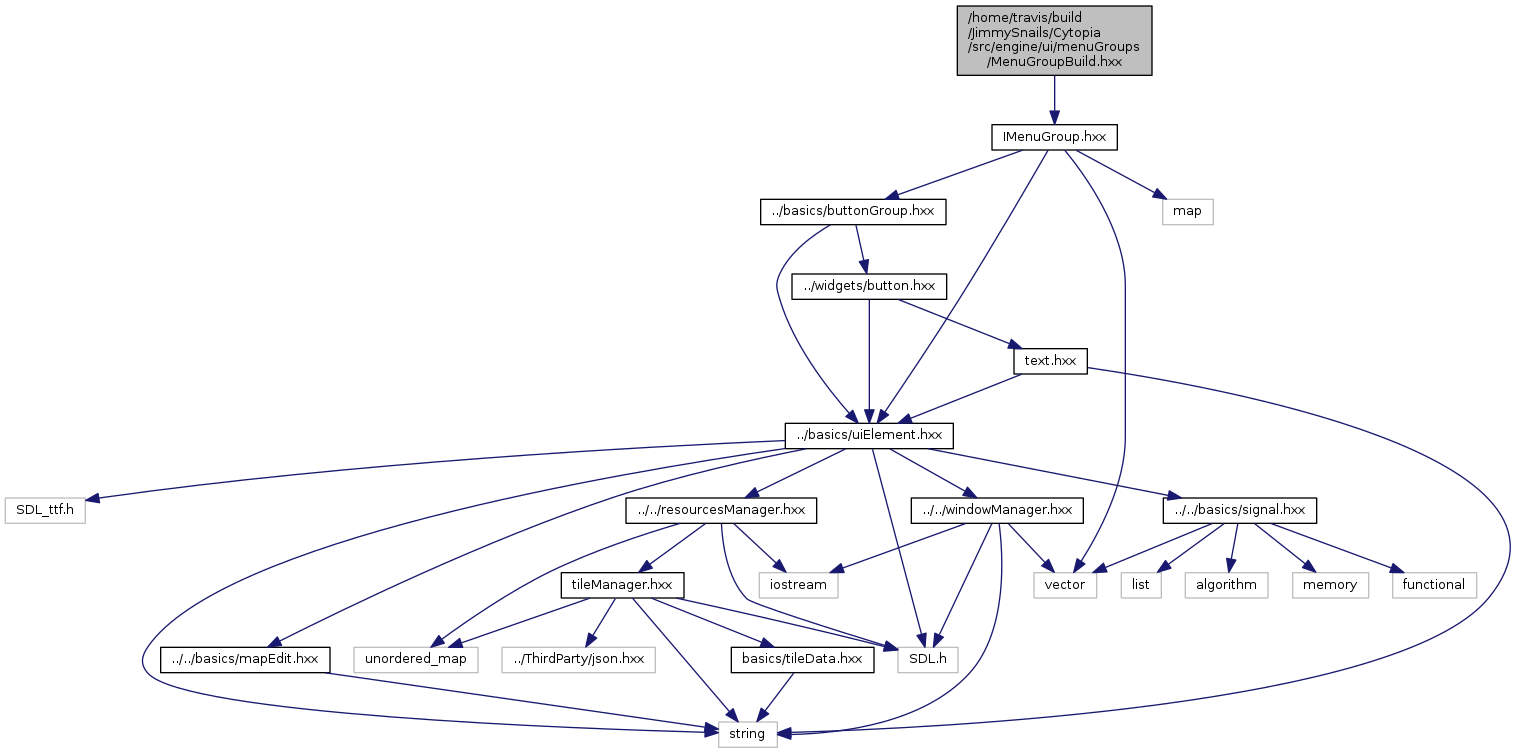 /home/travis/build
/JimmySnails/Cytopia
/src/engine/ui/menuGroups
/MenuGroupBuild.hxx
IMenuGroup.hxx
../basics/buttonGroup.hxx
map
../widgets/button.hxx
text.hxx
../basics/uiElement.hxx
SDL_ttf.h
../../resourcesManager.hxx
../../windowManager.hxx
../../basics/signal.hxx
tileManager.hxx
iostream
vector
list
algorithm
memory
functional
../../basics/mapEdit.hxx
unordered_map
../ThirdParty/json.hxx
basics/tileData.hxx
SDL.h
string